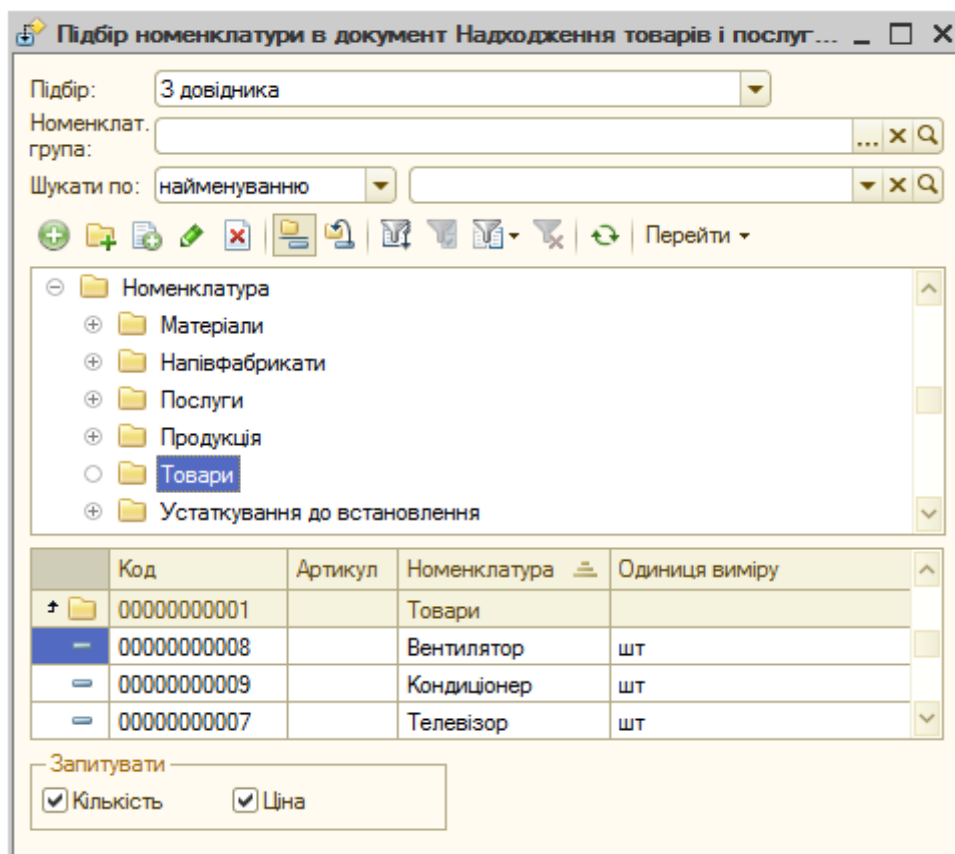 Підбір номенклатури в документ Надходження товарів і послуг...
Підбір: З довідника
Номенклат. група: ...
Шукати по: найменуванню
Перейти
Номенклатура
Матеріали
Напівфабрикати
Послуги
Продукція
Товари
Устаткування до встановлення
Код Артикул Номенклатура Одиниця виміру
00000000001 Товари
00000000008 Вентилятор шт
00000000009 Кондиціонер шт
00000000007 Телевізор шт
Запитувати
Кількість Ціна